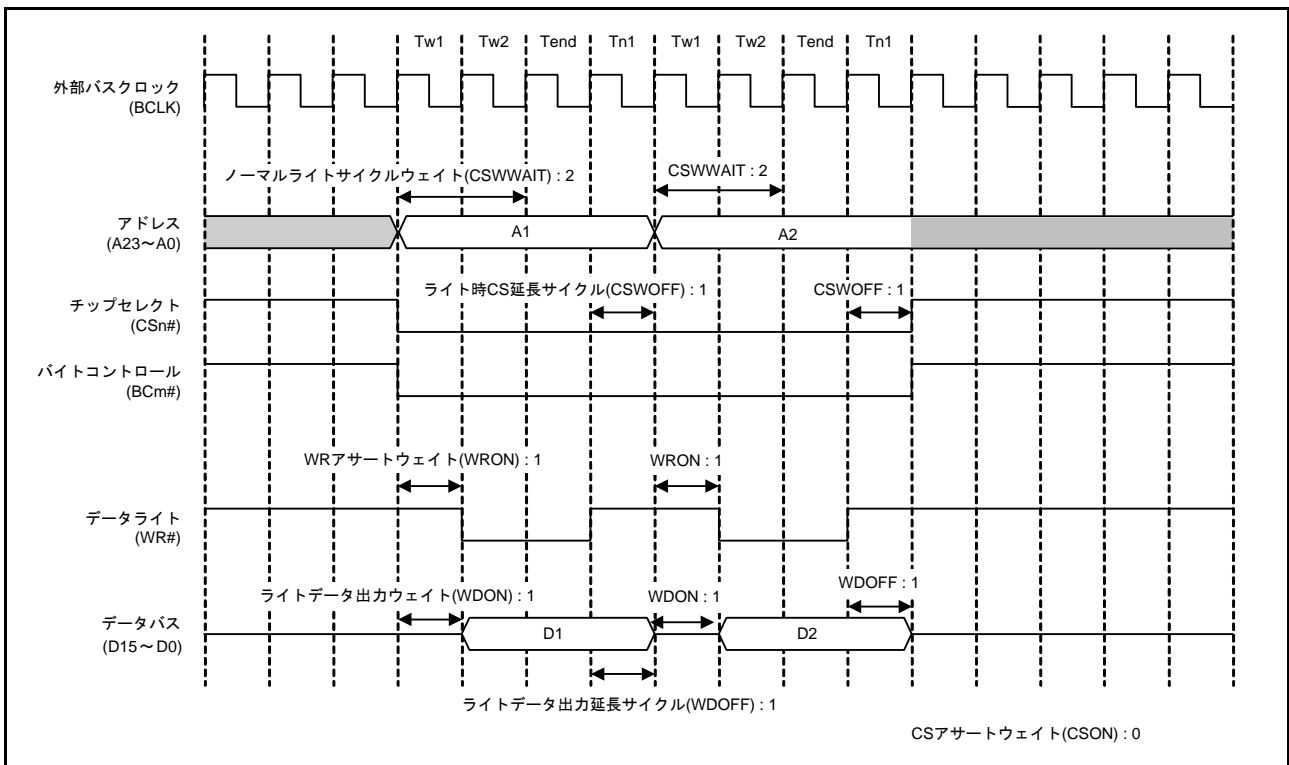 Tw1 Tw2 Tend Tn1 Tw1 Tw2 Tend Tn1
外部バスクロック
(BCLK)
ノーマルライトサイクルウェイト(CSWWAIT) : 2
CSWWAIT : 2
アドレス
(A23～A0)
A1
A2
ライト時CS延長サイクル(CSWOFF) : 1
CSWOFF : 1
チップセレクト
(CSn#)
バイトコントロール
(BCm#)
WRアサートウェイト(WRON) : 1
WRON : 1
データライト
(WR#)
WDOFF : 1
ライトデータ出力ウェイト(WDON) : 1
WDON : 1
データバス
(D15～D0)
D1
D2
ライトデータ出力延長サイクル(WDOFF) : 1
CSアサートウェイト(CSON) : 0